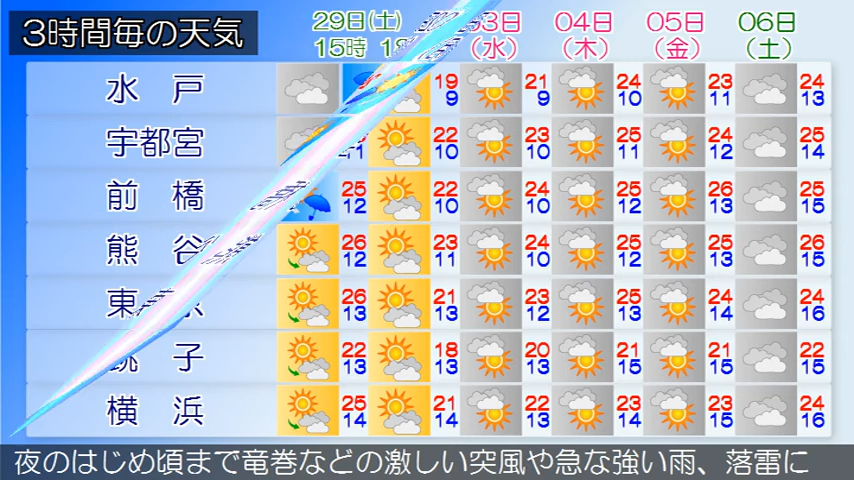 3時間毎の天気
29日(土) 03日 04日 05日 06日
15時 18 (水) (木) (金) (土)
水 戸 19 21 24 23 24
9 9 10 11 13
宇都宮 22 23 25 24 25
10 10 11 12 14
前 橋 25 22 24 25 26 25
12 10 10 12 13 15
熊 谷 26 23 24 25 25 26
12 11 10 12 13 15
東 京 26 21 23 25 24 24
13 13 12 13 14 16
銚 子 22 18 20 21 21 22
13 13 13 15 15 15
横 浜 25 21 22 23 23 24
14 14 13 14 15 16
夜のはじめ頃まで竜巻などの激しい突風や急な強い雨、落雷に